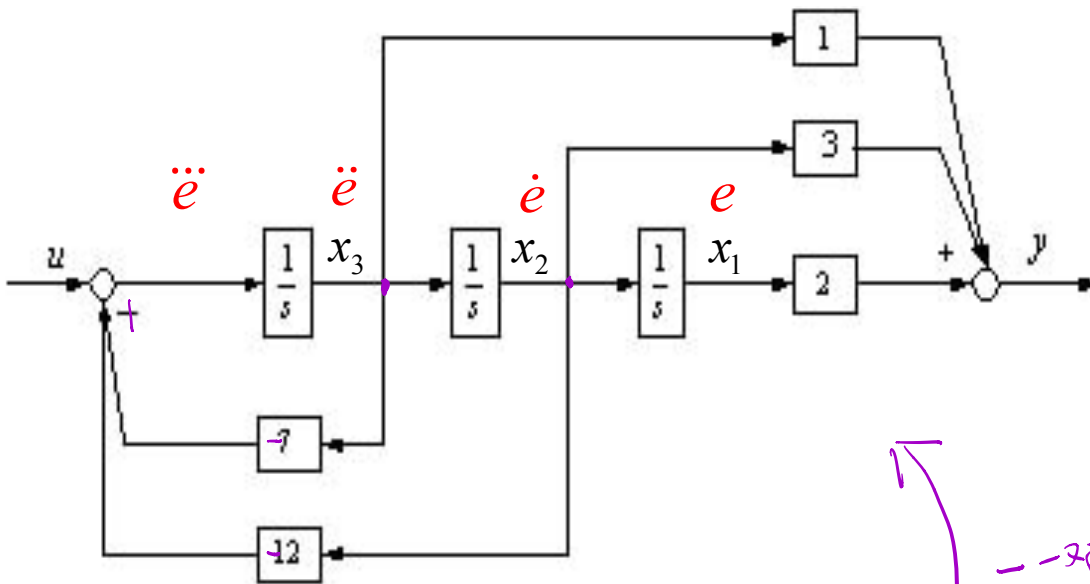 1
3
e⃛ ë ė e
u 1/s x₃ 1/s x₂ 1/s x₁ 2 + y
+
-7
-12